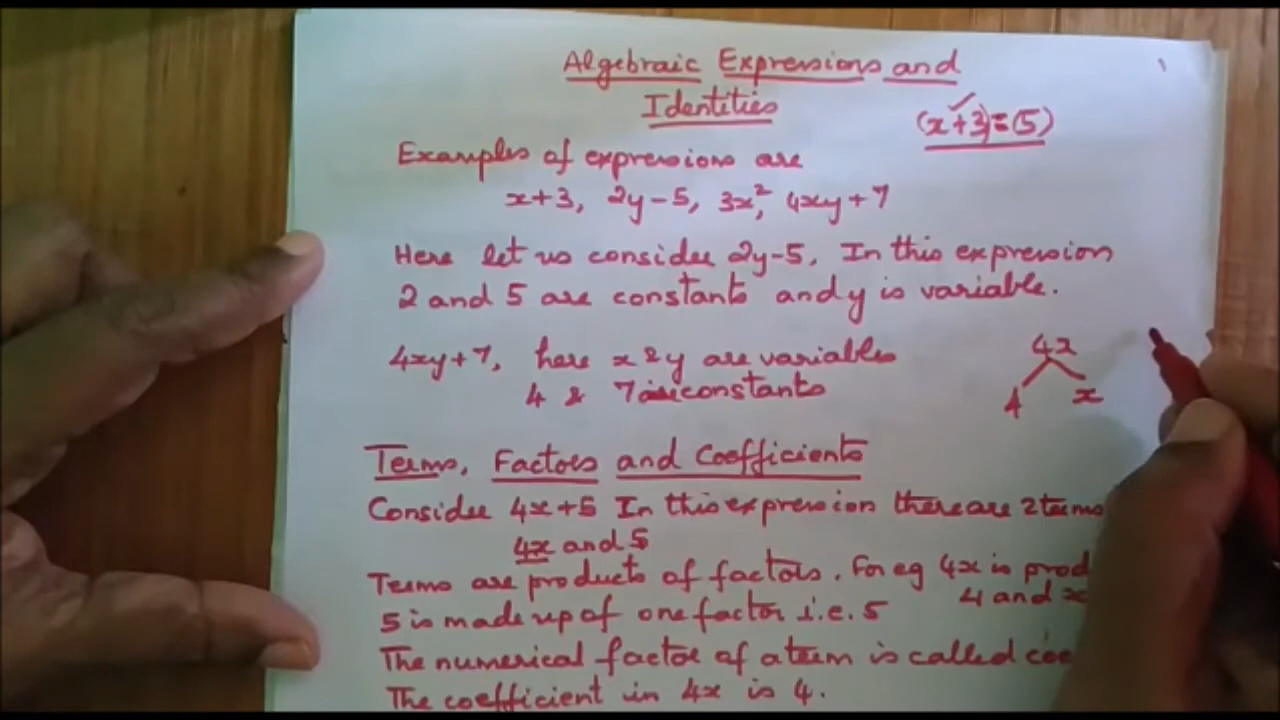 Algebraic Expressions and
Identities
(x+3)=(5)
Examples of expressions are
x+3, 2y-5, 3x², 4xy+7
Here let us consider 2y-5. In this expression
2 and 5 are constants and y is variable.
4xy+7, here x & y are variables
4 & 7 are constants
4x
4 x
Terms, Factors and Coefficients
Consider 4x+5 In this expression there are 2 terms
4x and 5
Terms are products of factors. For eg 4x is prod
4 and x
5 is made up of one factor i.e. 5
The numerical factor of a term is called coe
The coefficient in 4x is 4.